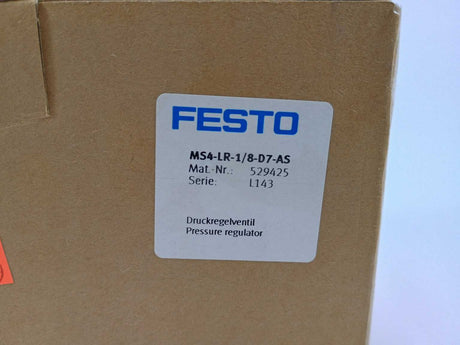 FESTO
MS4-LR-1/8-D7-AS
Mat.-Nr.: 529425
Serie: L143
Druckregelventil
Pressure regulator